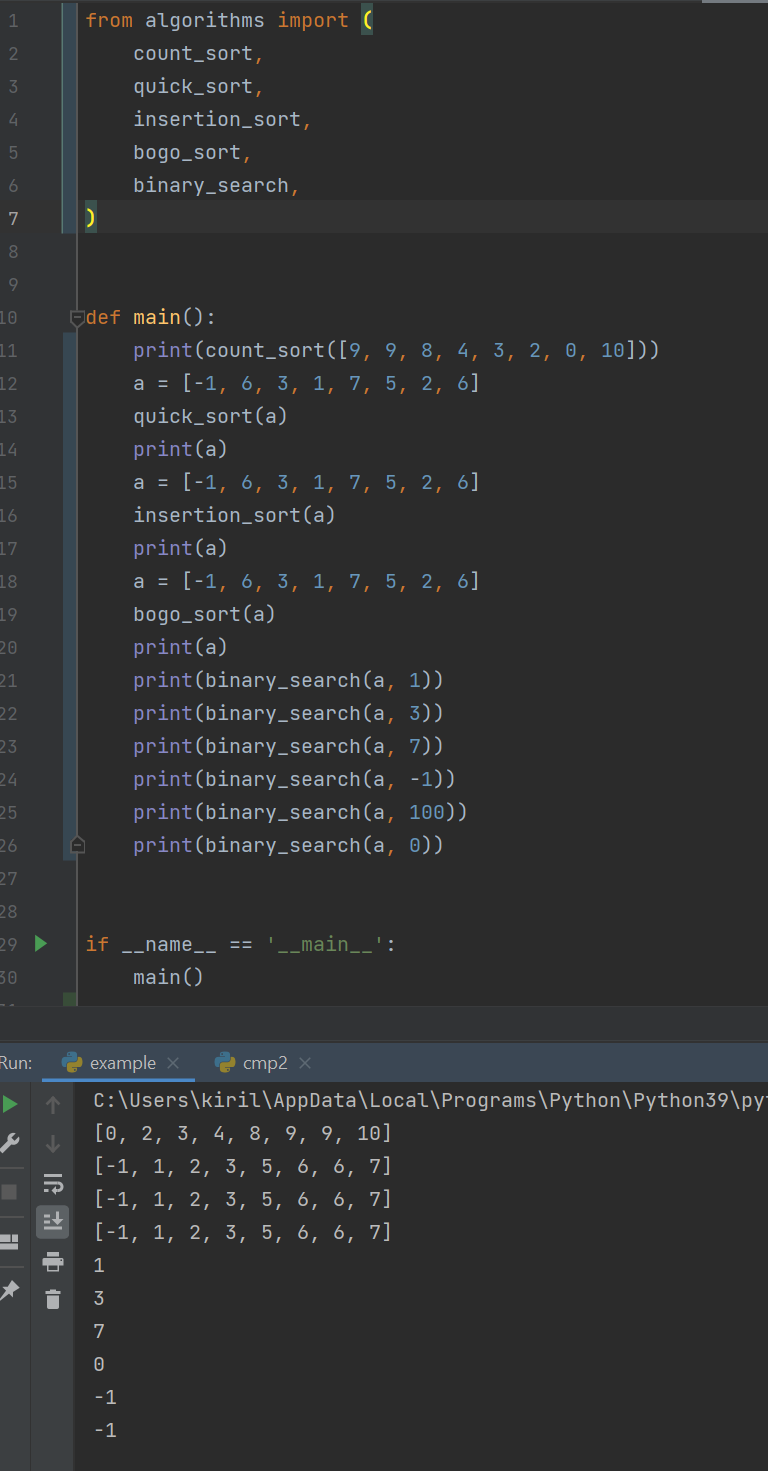 1 from algorithms import (
2 count_sort,
3 quick_sort,
4 insertion_sort,
5 bogo_sort,
6 binary_search,
7 )
8
9
10 def main():
11 print(count_sort([9, 9, 8, 4, 3, 2, 0, 10]))
12 a = [-1, 6, 3, 1, 7, 5, 2, 6]
13 quick_sort(a)
14 print(a)
15 a = [-1, 6, 3, 1, 7, 5, 2, 6]
16 insertion_sort(a)
17 print(a)
18 a = [-1, 6, 3, 1, 7, 5, 2, 6]
19 bogo_sort(a)
20 print(a)
21 print(binary_search(a, 1))
22 print(binary_search(a, 3))
23 print(binary_search(a, 7))
24 print(binary_search(a, -1))
25 print(binary_search(a, 100))
26 print(binary_search(a, 0))
27
28
29 if __name__ == '__main__':
30 main()
Run: example cmp2
C:\Users\kiril\AppData\Local\Programs\Python\Python39\pyt
[0, 2, 3, 4, 8, 9, 9, 10]
[-1, 1, 2, 3, 5, 6, 6, 7]
[-1, 1, 2, 3, 5, 6, 6, 7]
[-1, 1, 2, 3, 5, 6, 6, 7]
1
3
7
0
-1
-1